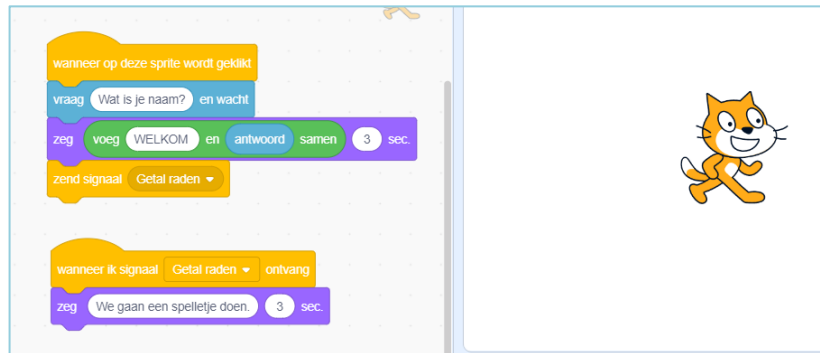 wanneer op deze sprite wordt geklikt
vraag Wat is je naam? en wacht
zeg voeg WELKOM en antwoord samen 3 sec.
zend signaal Getal raden
wanneer ik signaal Getal raden ontvang
zeg We gaan een spelletje doen. 3 sec.